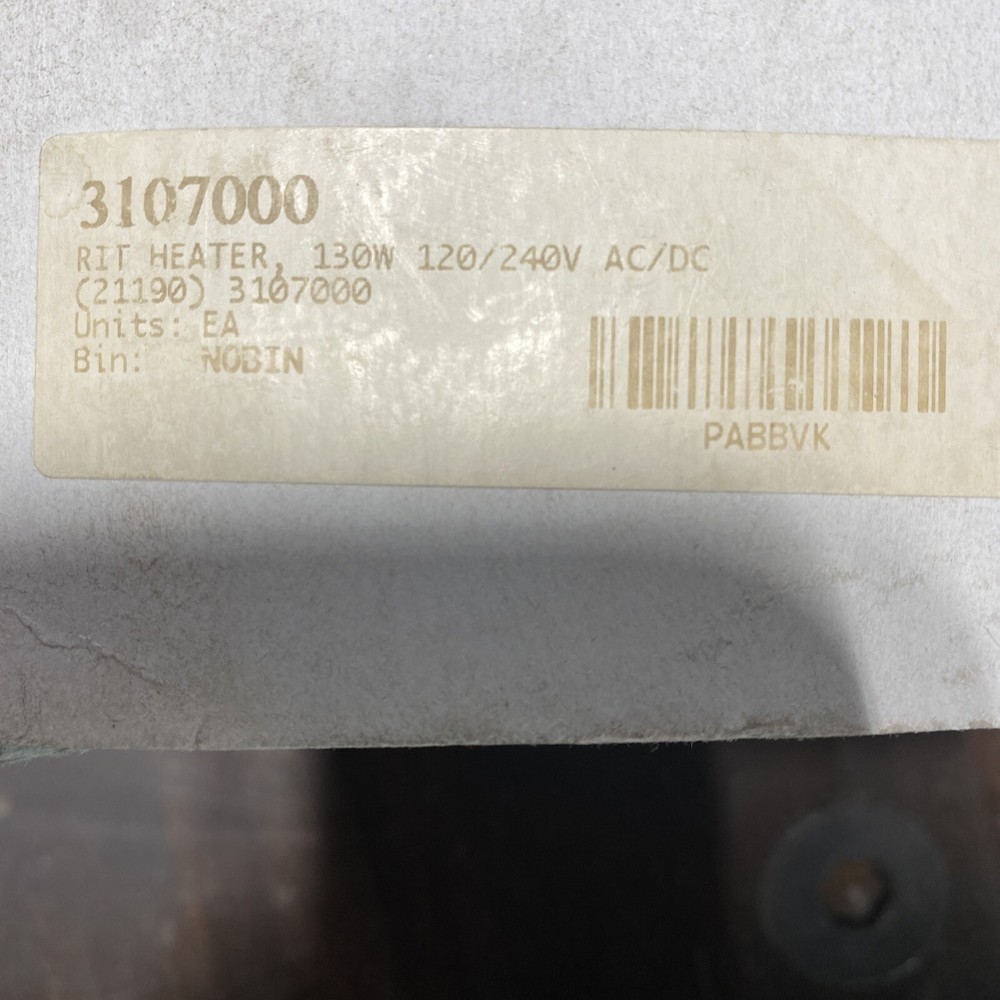 3107000
RIT HEATER, 130W 120/240V AC/DC
(21190) 3107000
Units: EA
Bin: NOBIN
PABBVK